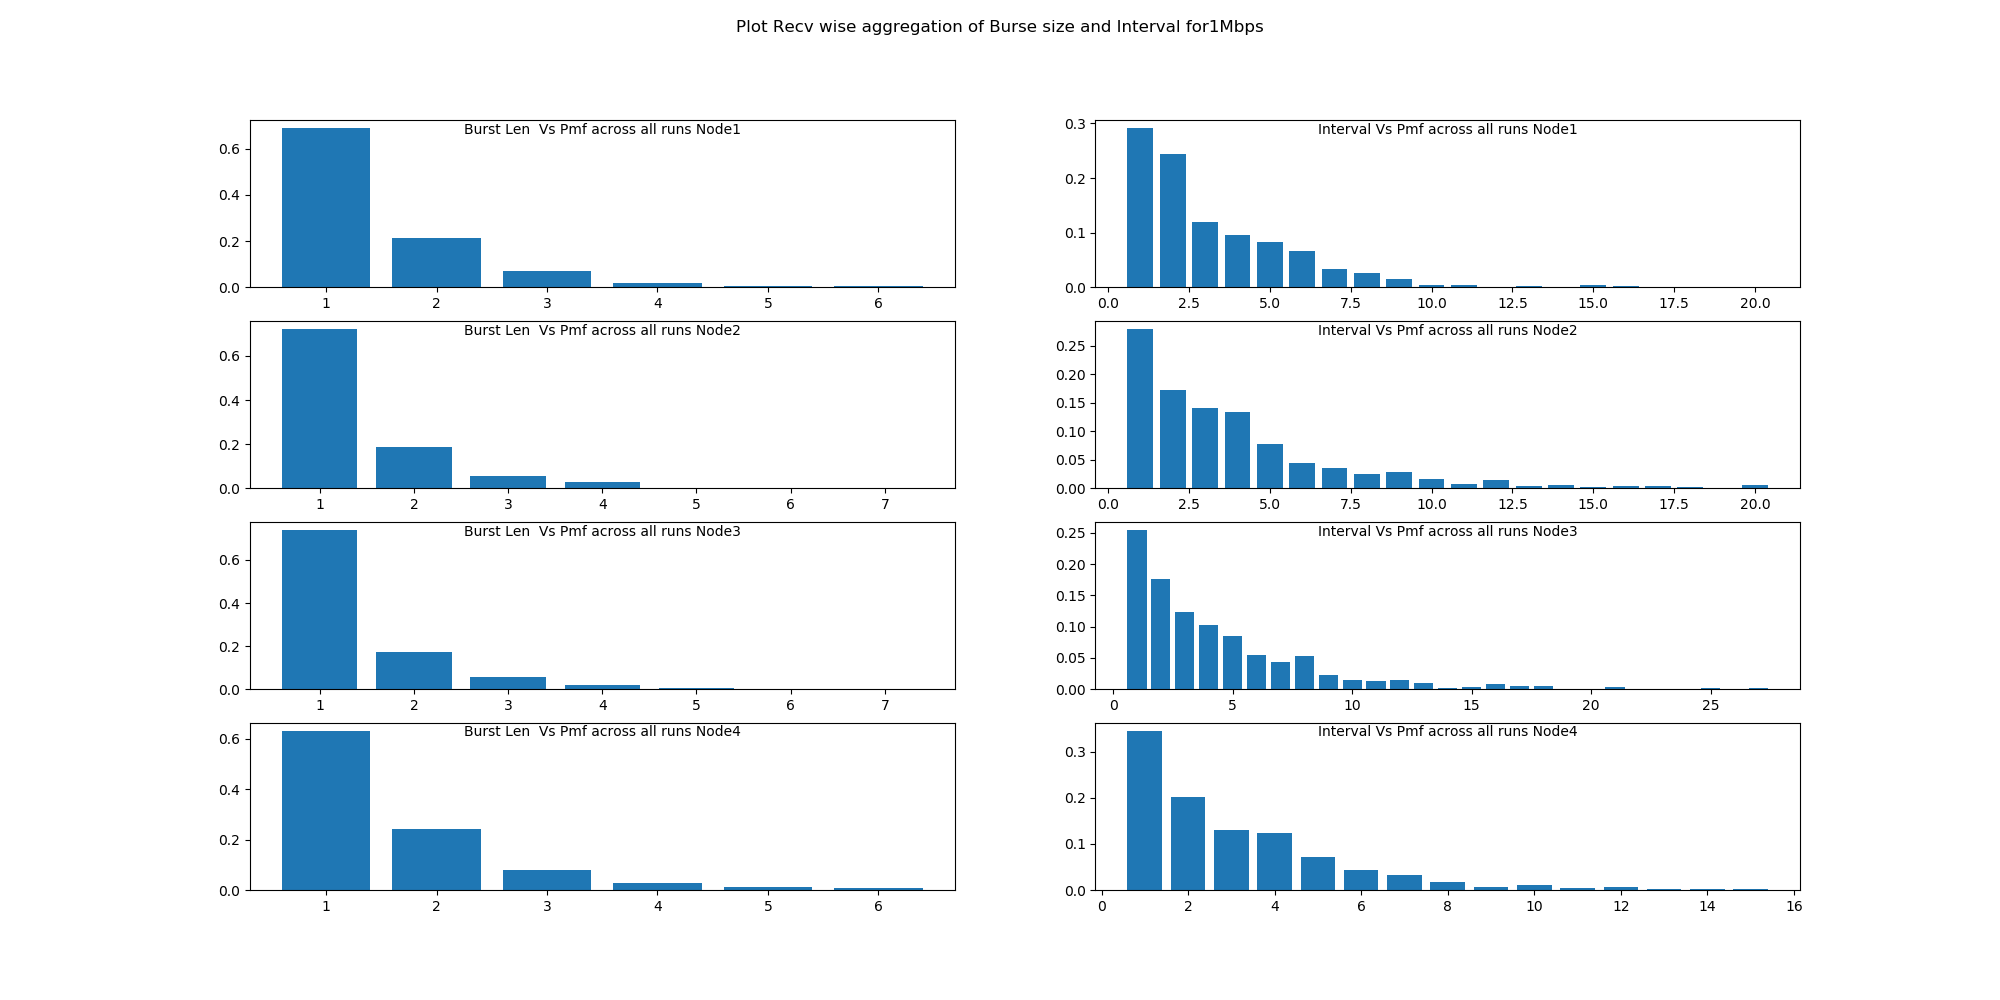 Plot Recv wise aggregation of Burse size and Interval for1Mbps
Burst Len  Vs Pmf across all runs Node1
0.6
0.4
0.2
0.0
1 2 3 4 5 6
Interval Vs Pmf across all runs Node1
0.3
0.2
0.1
0.0
0.0 2.5 5.0 7.5 10.0 12.5 15.0 17.5 20.0
Burst Len  Vs Pmf across all runs Node2
0.6
0.4
0.2
0.0
1 2 3 4 5 6 7
Interval Vs Pmf across all runs Node2
0.25
0.20
0.15
0.10
0.05
0.00
0.0 2.5 5.0 7.5 10.0 12.5 15.0 17.5 20.0
Burst Len  Vs Pmf across all runs Node3
0.6
0.4
0.2
0.0
1 2 3 4 5 6 7
Interval Vs Pmf across all runs Node3
0.25
0.20
0.15
0.10
0.05
0.00
0 5 10 15 20 25
Burst Len  Vs Pmf across all runs Node4
0.6
0.4
0.2
0.0
1 2 3 4 5 6
Interval Vs Pmf across all runs Node4
0.3
0.2
0.1
0.0
0 2 4 6 8 10 12 14 16